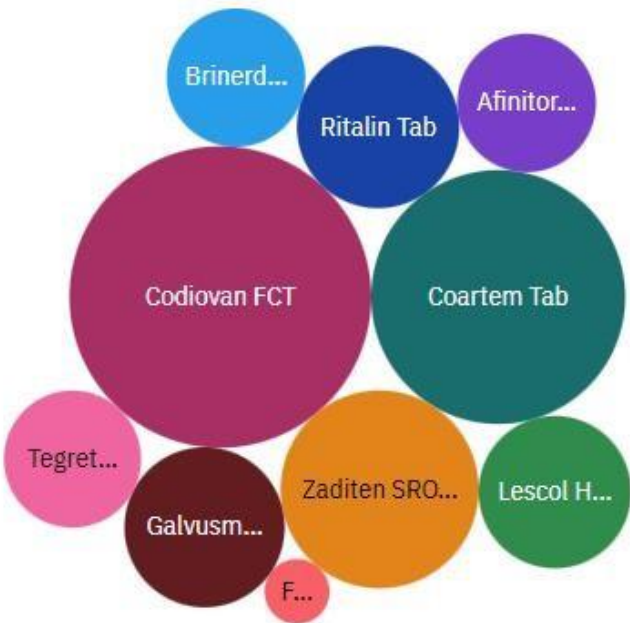 Brinerd...
Ritalin Tab
Afinitor...
Codiovan FCT
Coartem Tab
Tegret...
Galvusm...
Zaditen SRO...
Lescol H...
F...